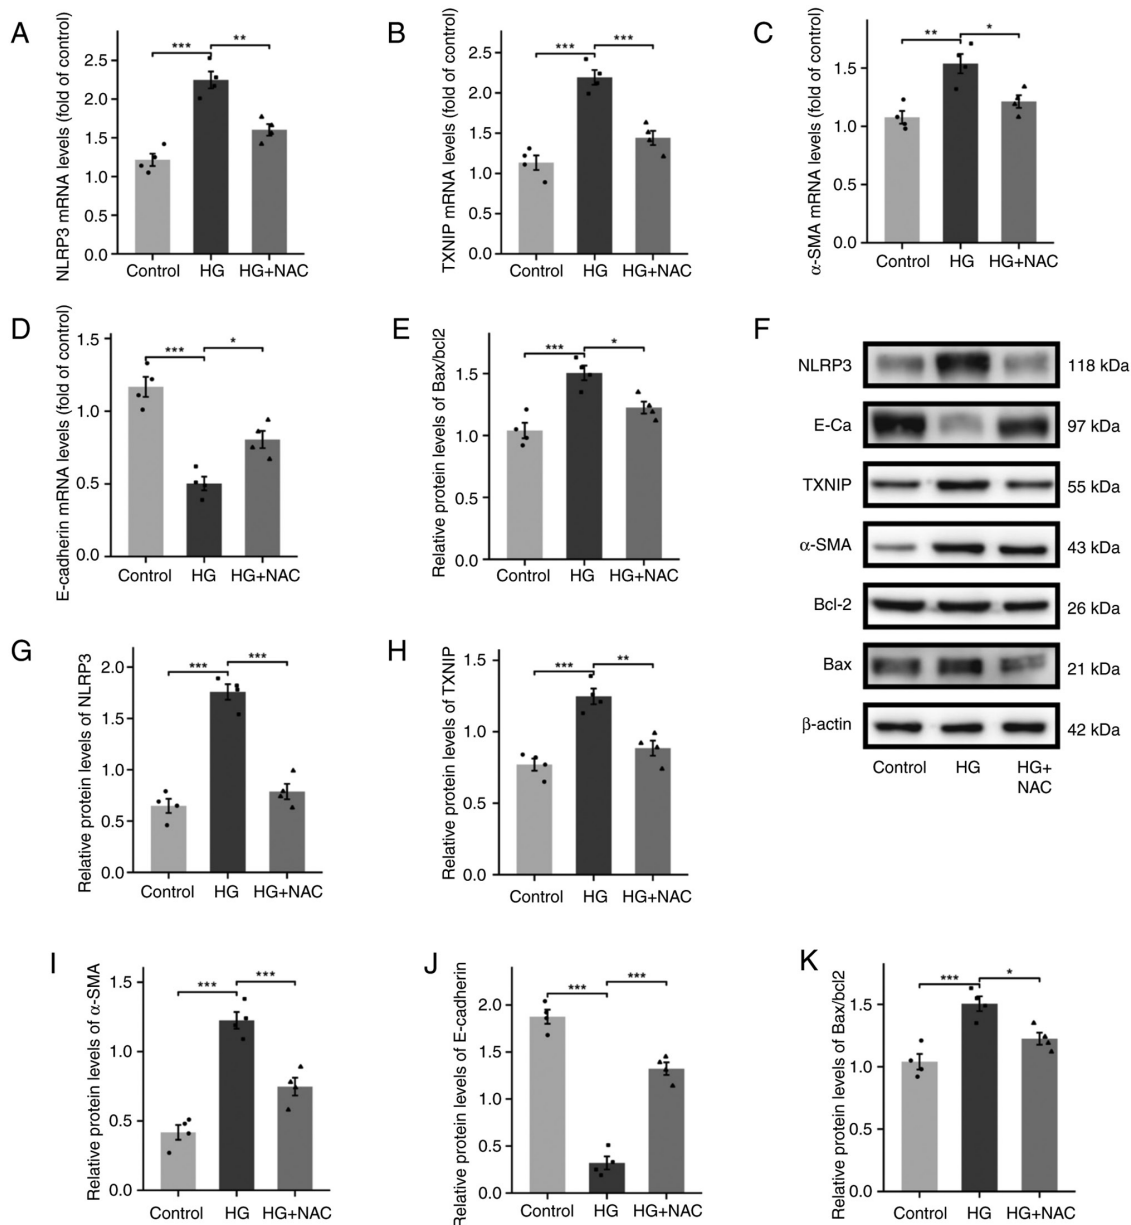 A
NLRP3 mRNA levels (fold of control)
2.5
2.0
1.5
1.0
0.5
0.0
***
**
Control HG HG+NAC
B
TXNIP mRNA levels (fold of control)
2.5
2.0
1.5
1.0
0.5
0.0
***
***
Control HG HG+NAC
C
α-SMA mRNA levels (fold of control)
1.5
1.0
0.5
0.0
**
*
Control HG HG+NAC
D
E-cadherin mRNA levels (fold of control)
1.5
1.0
0.5
0.0
***
*
Control HG HG+NAC
E
Relative protein levels of Bax/bcl2
1.5
1.0
0.5
0.0
***
*
Control HG HG+NAC
F
NLRP3 118 kDa
E-Ca 97 kDa
TXNIP 55 kDa
α-SMA 43 kDa
Bcl-2 26 kDa
Bax 21 kDa
β-actin 42 kDa
Control HG HG+
NAC
G
Relative protein levels of NLRP3
2.0
1.5
1.0
0.5
0.0
***
***
Control HG HG+NAC
H
Relative protein levels of TXNIP
1.5
1.0
0.5
0.0
***
**
Control HG HG+NAC
I
Relative protein levels of α-SMA
1.5
1.0
0.5
0.0
***
***
Control HG HG+NAC
J
Relative protein levels of E-cadherin
2.0
1.5
1.0
0.5
0.0
***
***
Control HG HG+NAC
K
Relative protein levels of Bax/bcl2
1.5
1.0
0.5
0.0
***
*
Control HG HG+NAC